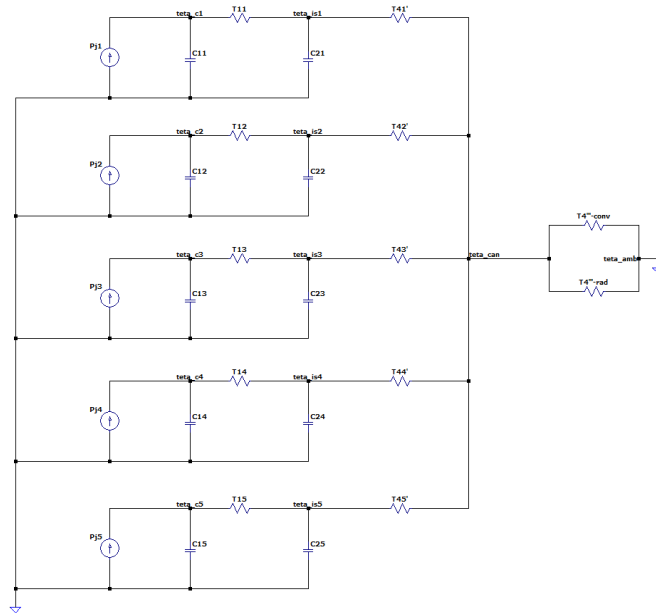 teta_c1 T11 teta_is1 T41'
Pj1 C11 C21
teta_c2 T12 teta_is2 T42'
Pj2 C12 C22
T4"-conv
teta_c3 T13 teta_is3 T43' teta_can teta_amb
Pj3 C13 C23 T4"-rad
teta_c4 T14 teta_is4 T44'
Pj4 C14 C24
teta_c5 T15 teta_is5 T45'
Pj5 C15 C25